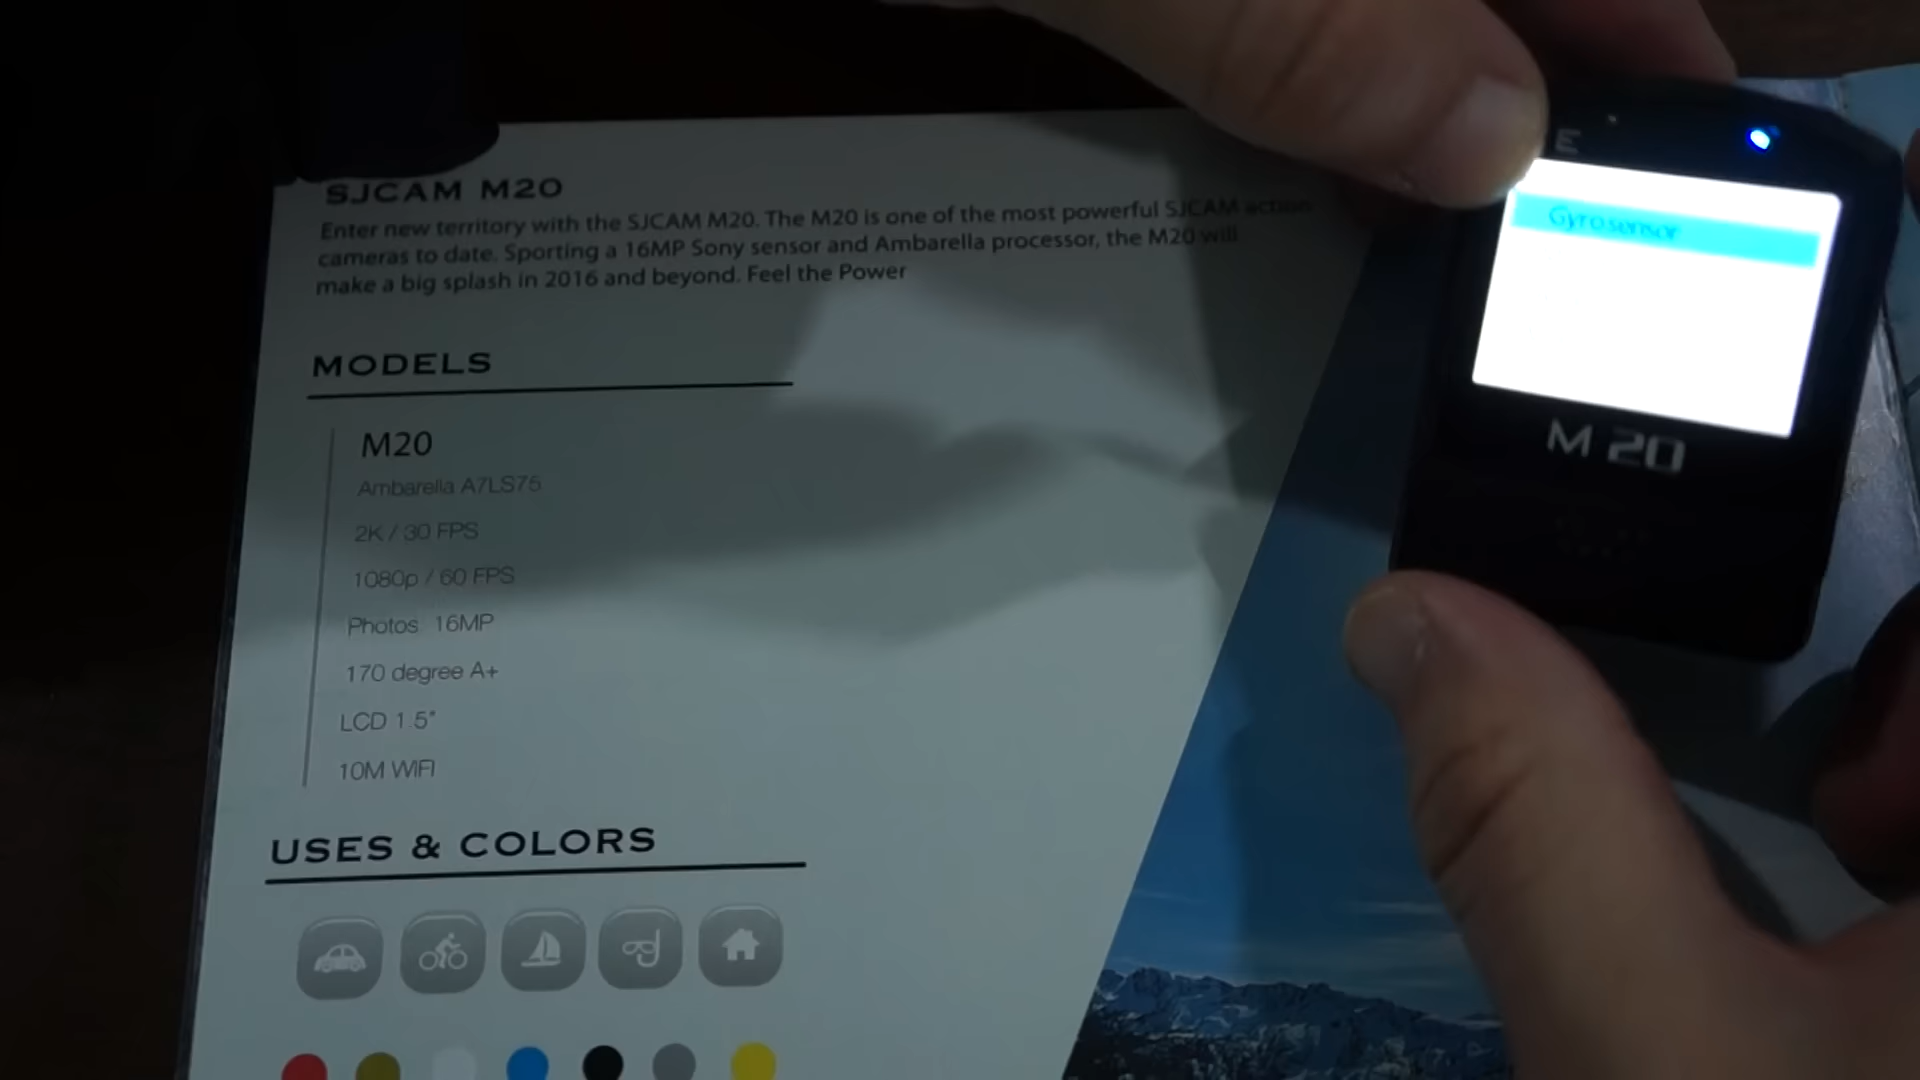 SJCAM M20
Enter new territory with the SJCAM M20. The M20 is one of the most powerful SJCAM action
cameras to date. Sporting a 16MP Sony sensor and Ambarella processor, the M20 will
make a big splash in 2016 and beyond. Feel the Power
MODELS
M20
Ambarella A7LS75
2K / 30 FPS
1080p / 60 FPS
Photos 16MP
170 degree A+
LCD 1.5"
10M WIFI
USES & COLORS
E
Gyro sensor
M20